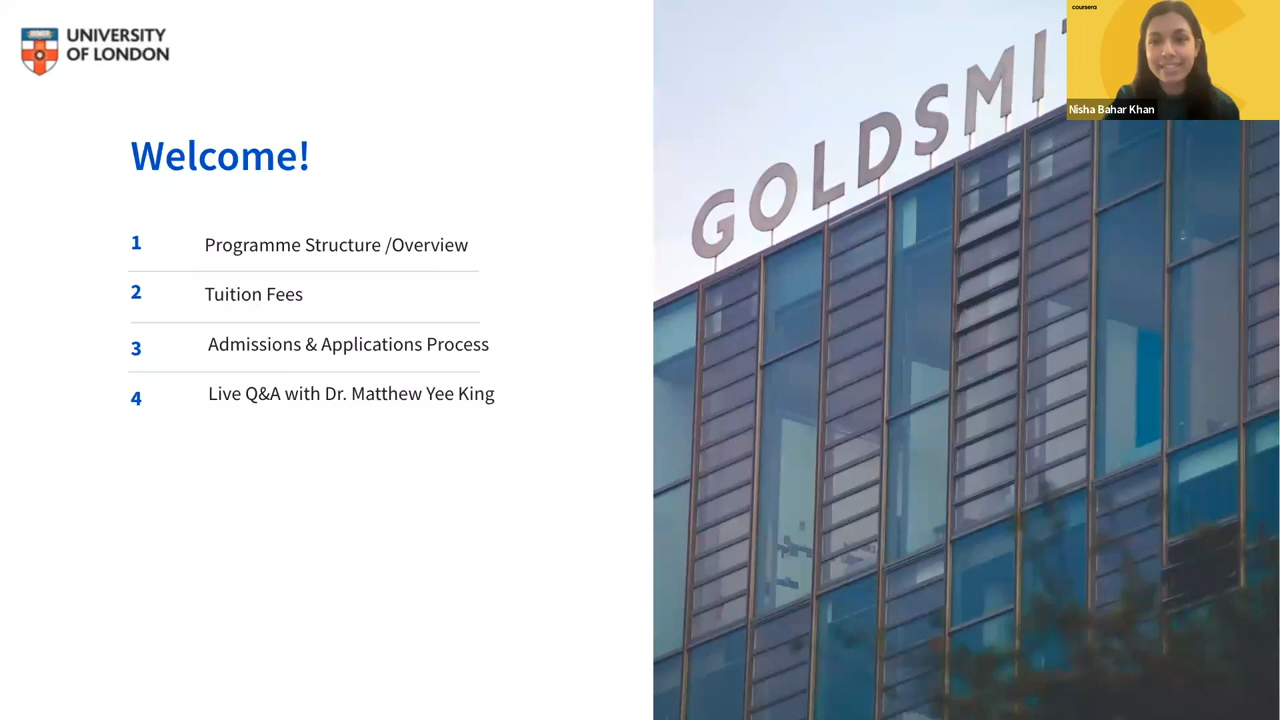 UNIVERSITY
OF LONDON
Welcome!
1 Programme Structure /Overview
2 Tuition Fees
3 Admissions & Applications Process
4 Live Q&A with Dr. Matthew Yee King
GOLDSMI
coursera
Nisha Bahar Khan